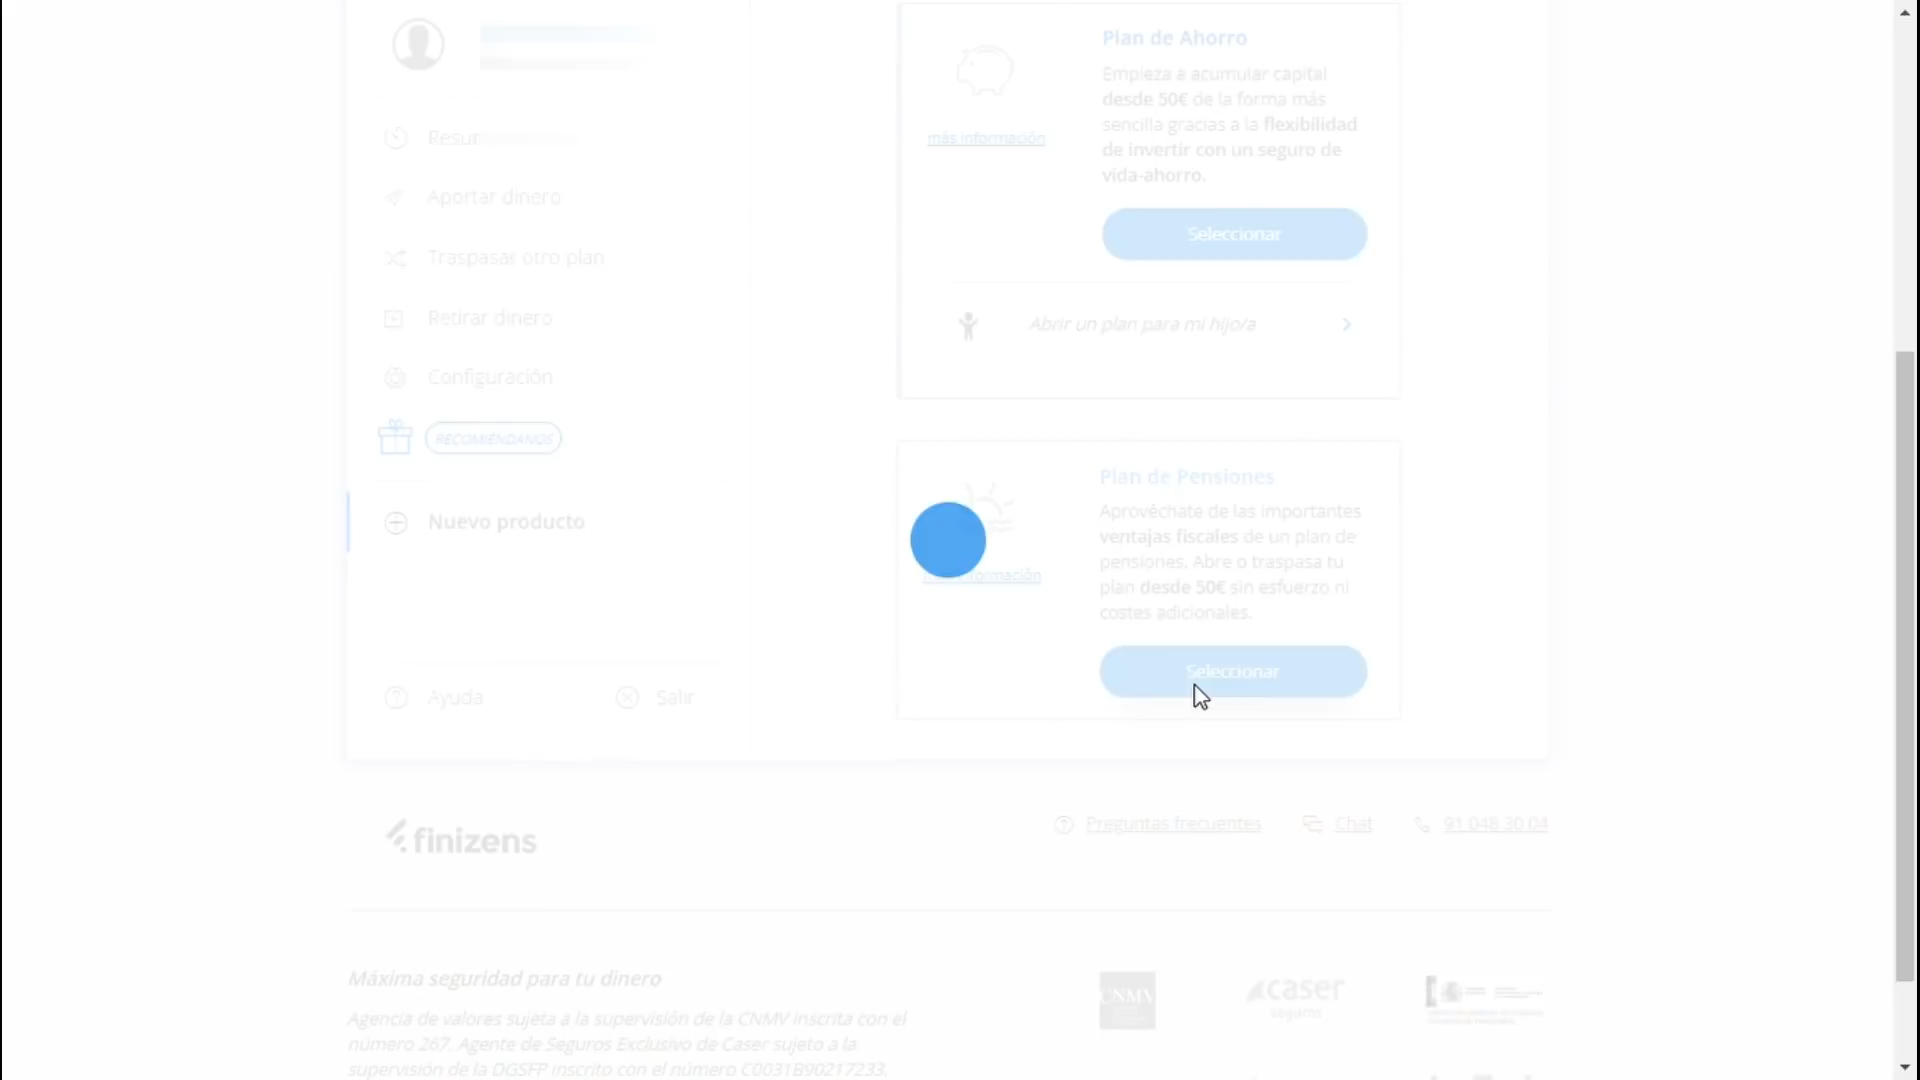 Resu
Aportar dinero
Traspasar otro plan
Retirar dinero
Configuración
RECOMIÉNDANOS
Nuevo producto
Ayuda
Salir
Plan de Ahorro
Empieza a acumular capital
desde 50€ de la forma más
sencilla gracias a la flexibilidad
de invertir con un seguro de
vida-ahorro.
más información
Seleccionar
Abrir un plan para mi hijo/a
Plan de Pensiones
Aprovéchate de las importantes
ventajas fiscales de un plan de
pensiones. Abre o traspasa tu
plan desde 50€ sin esfuerzo ni
costes adicionales.
información
Seleccionar
finizens
Preguntas frecuentes
Chat
91 048 30 04
Máxima seguridad para tu dinero
Agencia de valores sujeta a la supervisión de la CNMV inscrita con el
número 267. Agente de Seguros Exclusivo de Caser sujeto a la
supervisión de la DGSFP inscrito con el número C0031B90217233.
CNMV
caser
seguros